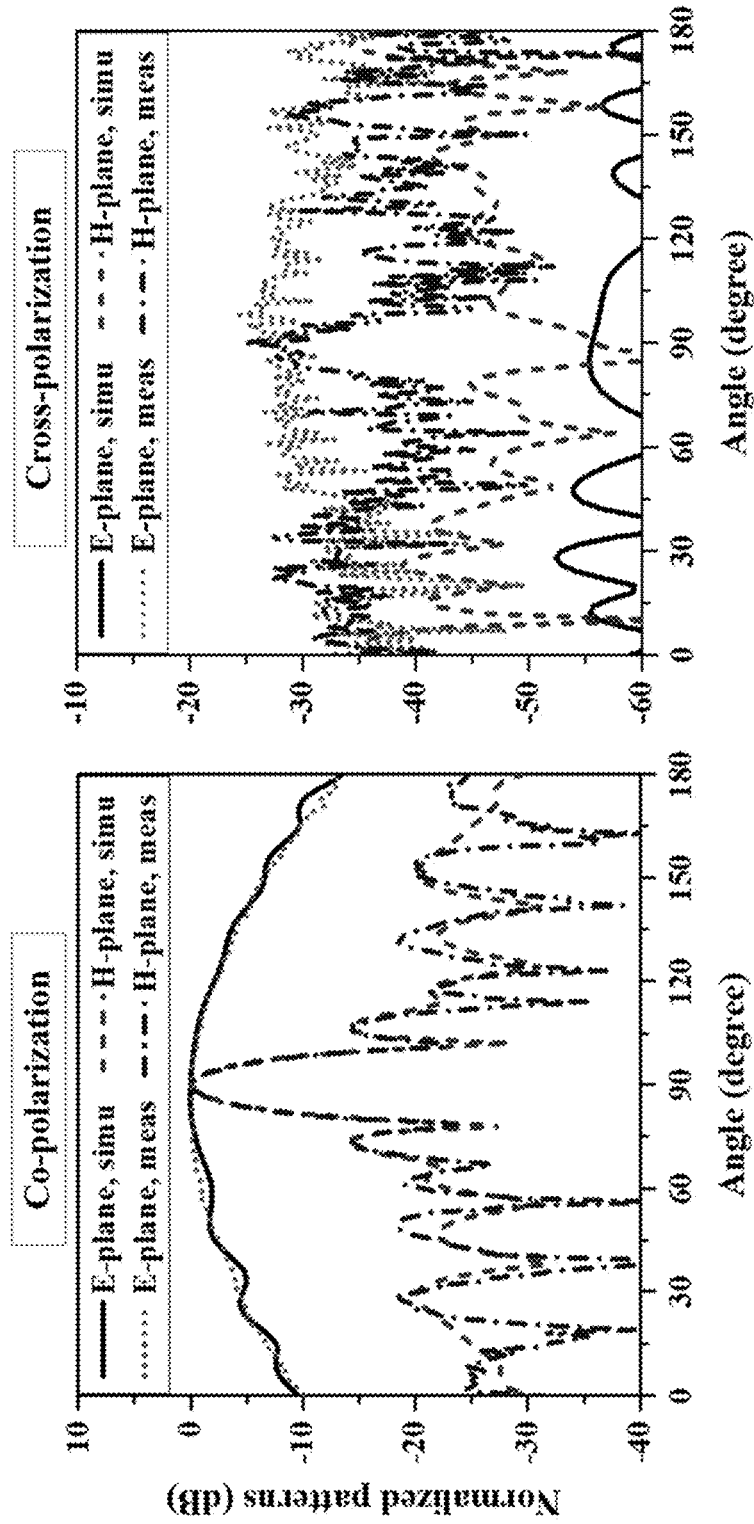 Co-polarization
E-plane, simu H-plane, simu
E-plane, meas H-plane, meas
Normalized patterns (dB)
10
0
-10
-20
-30
-40
0 30 60 90 120 150 180
Angle (degree)
Cross-polarization
E-plane, simu H-plane, simu
E-plane, meas H-plane, meas
-10
-20
-30
-40
-50
-60
0 30 60 90 120 150 180
Angle (degree)